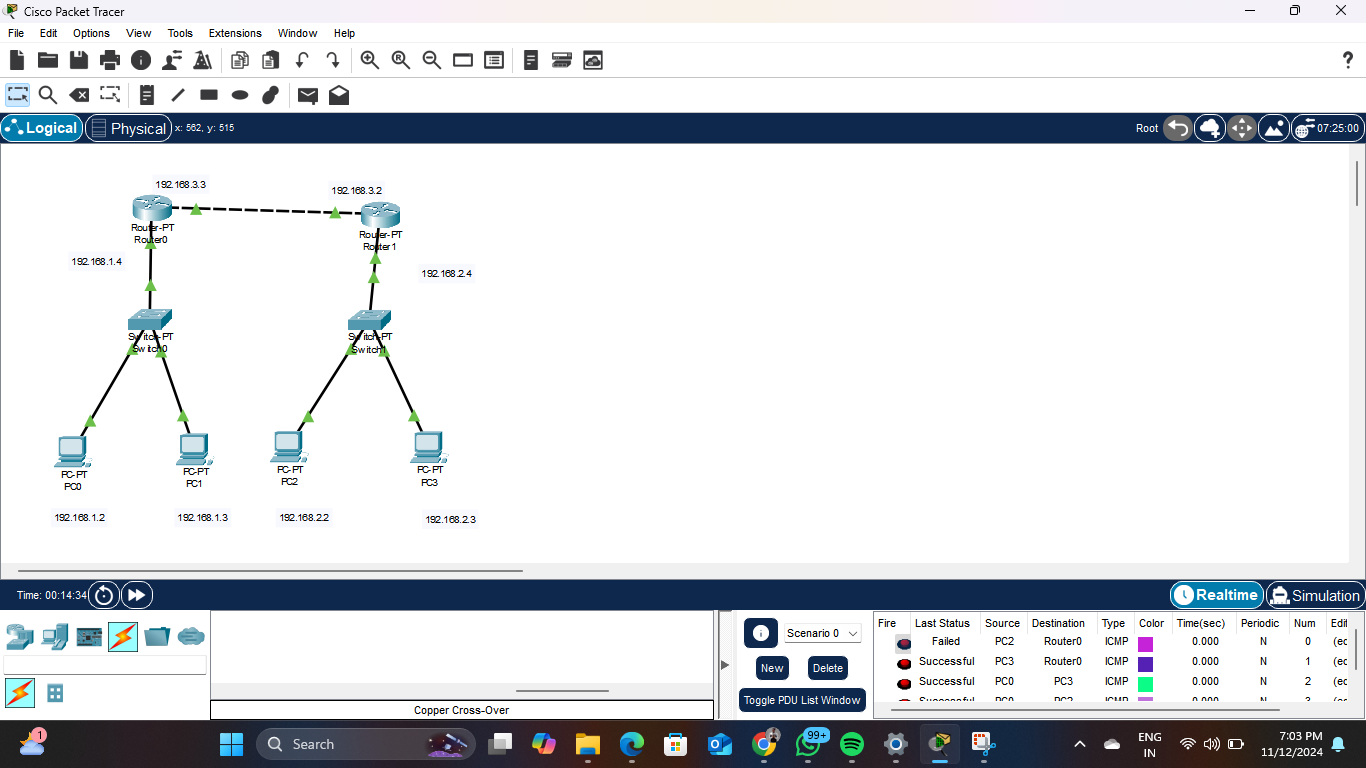 Cisco Packet Tracer
File Edit Options View Tools Extensions Window Help
Logical Physical x: 562, y: 515 Root 07:25:00
192.168.3.3
192.168.3.2
Router-PT
Router0
Router-PT
Router1
192.168.1.4
192.168.2.4
Switch-PT
Switch0
Switch-PT
Switch1
PC-PT
PC0
PC-PT
PC1
PC-PT
PC2
PC-PT
PC3
192.168.1.2
192.168.1.3
192.168.2.2
192.168.2.3
Time: 00:14:34 Realtime Simulation
Scenario 0
New Delete
Toggle PDU List Window
Fire Last Status Source Destination Type Color Time(sec) Periodic Num Edit
Failed PC2 Router0 ICMP 0.000 N 0 (ec
Successful PC3 Router0 ICMP 0.000 N 1 (ec
Successful PC0 PC3 ICMP 0.000 N 2 (ec
Successful PC0 PC2 ICMP 0.000 N 3 (ec
Copper Cross-Over
1
Search
99+
ENG
IN
7:03 PM
11/12/2024